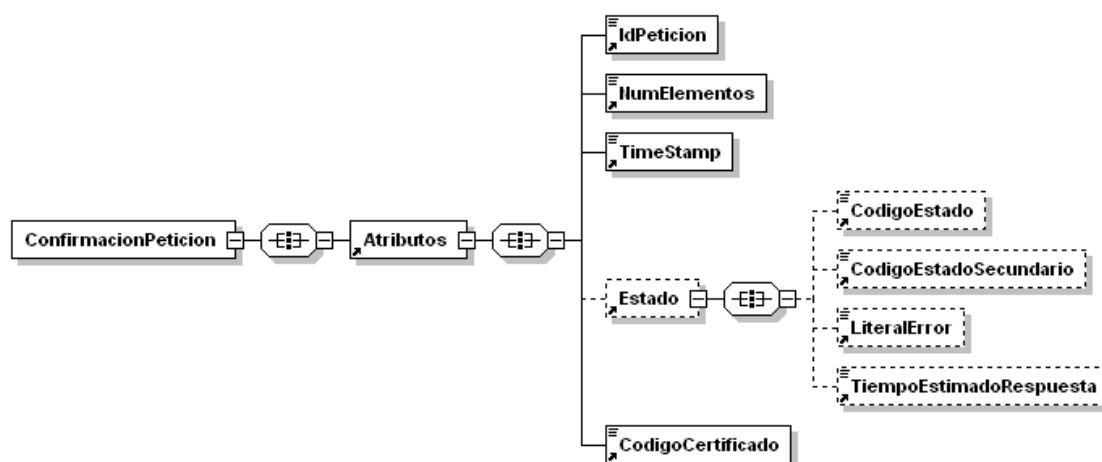 IdPeticion
NumElementos
TimeStamp
ConfirmacionPeticion
Atributos
Estado
CodigoEstado
CodigoEstadoSecundario
LiteralError
TiempoEstimadoRespuesta
CodigoCertificado